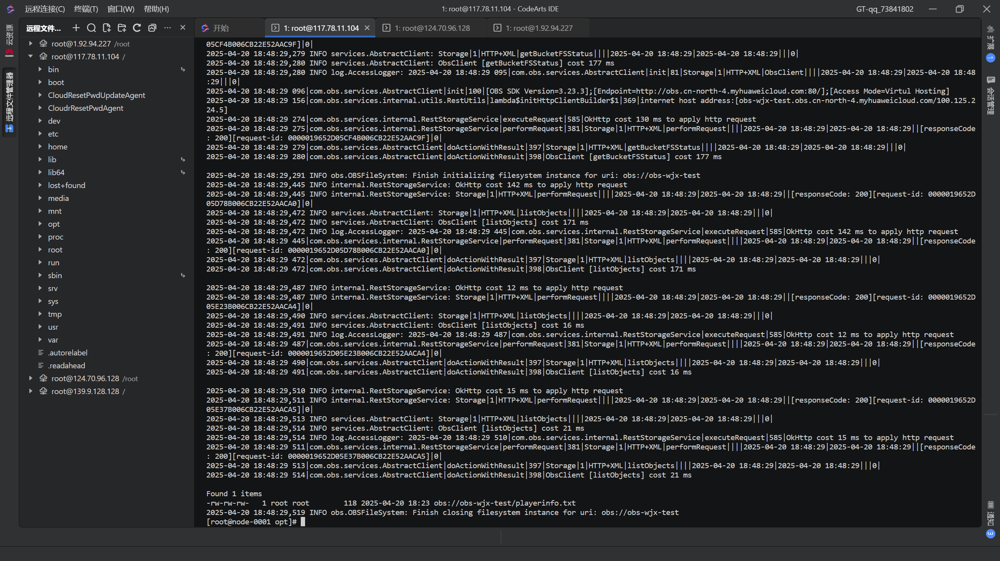 远程连接(C) 终端(T) 窗口(W) 帮助(H)
1: root@117.78.11.104 - CodeArts IDE
GT-qq_73841802
云资源
HUAWEI
远程文件管理器
远程文件...
root@1.92.94.227 /root
root@117.78.11.104 /
bin
boot
CloudResetPwdUpdateAgent
CloudrResetPwdAgent
dev
etc
home
lib
lib64
lost+found
media
mnt
opt
proc
root
run
sbin
srv
sys
tmp
usr
var
.autorelabel
.readahead
root@124.70.96.128 /root
root@139.9.128.128 /
开始
1: root@117.78.11.104
1: root@124.70.96.128
1: root@1.92.94.227
05CF4B006CB22E52AAC9F]|0|
2025-04-20 18:48:29,279 INFO services.AbstractClient: Storage|1|HTTP+XML|getBucketFSStatus||||2025-04-20 18:48:29|2025-04-20 18:48:29|||0|
2025-04-20 18:48:29,280 INFO services.AbstractClient: ObsClient [getBucketFSStatus] cost 177 ms
2025-04-20 18:48:29,280 INFO log.AccessLogger: 2025-04-20 18:48:29 095|com.obs.services.AbstractClient|init|81|Storage|1|HTTP+XML|ObsClient||||2025-04-20 18:48:29|2025-04-20 18:48
:29|||0|
2025-04-20 18:48:29 096|com.obs.services.AbstractClient|init|100|[OBS SDK Version=3.23.3];[Endpoint=http://obs.cn-north-4.myhuaweicloud.com:80/];[Access Mode=Virtul Hosting]
2025-04-20 18:48:29 156|com.obs.services.internal.utils.RestUtils|lambda$initHttpClientBuilder$1|369|internet host address:[obs-wjx-test.obs.cn-north-4.myhuaweicloud.com/100.125.2
24.5]
2025-04-20 18:48:29 274|com.obs.services.internal.RestStorageService|executeRequest|585|OkHttp cost 130 ms to apply http request
2025-04-20 18:48:29 275|com.obs.services.internal.RestStorageService|performRequest|381|Storage|1|HTTP+XML|performRequest||||2025-04-20 18:48:29|2025-04-20 18:48:29||[responseCode
: 200][request-id: 0000019652D05CF4B006CB22E52AAC9F]|0|
2025-04-20 18:48:29 279|com.obs.services.AbstractClient|doActionWithResult|397|Storage|1|HTTP+XML|getBucketFSStatus||||2025-04-20 18:48:29|2025-04-20 18:48:29|||0|
2025-04-20 18:48:29 280|com.obs.services.AbstractClient|doActionWithResult|398|ObsClient [getBucketFSStatus] cost 177 ms
2025-04-20 18:48:29,291 INFO obs.OBSFileSystem: Finish initializing filesystem instance for uri: obs://obs-wjx-test
2025-04-20 18:48:29,445 INFO internal.RestStorageService: OkHttp cost 142 ms to apply http request
2025-04-20 18:48:29,445 INFO internal.RestStorageService: Storage|1|HTTP+XML|performRequest||||2025-04-20 18:48:29|2025-04-20 18:48:29||[responseCode: 200][request-id: 0000019652D
05D78B006CB22E52AACA0]|0|
2025-04-20 18:48:29,472 INFO services.AbstractClient: Storage|1|HTTP+XML|listObjects||||2025-04-20 18:48:29|2025-04-20 18:48:29|||0|
2025-04-20 18:48:29,472 INFO services.AbstractClient: ObsClient [listObjects] cost 171 ms
2025-04-20 18:48:29,472 INFO log.AccessLogger: 2025-04-20 18:48:29 445|com.obs.services.internal.RestStorageService|executeRequest|585|OkHttp cost 142 ms to apply http request
2025-04-20 18:48:29 445|com.obs.services.internal.RestStorageService|performRequest|381|Storage|1|HTTP+XML|performRequest||||2025-04-20 18:48:29|2025-04-20 18:48:29||[responseCode
: 200][request-id: 0000019652D05D78B006CB22E52AACA0]|0|
2025-04-20 18:48:29 472|com.obs.services.AbstractClient|doActionWithResult|397|Storage|1|HTTP+XML|listObjects||||2025-04-20 18:48:29|2025-04-20 18:48:29|||0|
2025-04-20 18:48:29 472|com.obs.services.AbstractClient|doActionWithResult|398|ObsClient [listObjects] cost 171 ms
2025-04-20 18:48:29,487 INFO internal.RestStorageService: OkHttp cost 12 ms to apply http request
2025-04-20 18:48:29,487 INFO internal.RestStorageService: Storage|1|HTTP+XML|performRequest||||2025-04-20 18:48:29|2025-04-20 18:48:29||[responseCode: 200][request-id: 0000019652D
05E23B006CB22E52AACA4]|0|
2025-04-20 18:48:29,490 INFO services.AbstractClient: Storage|1|HTTP+XML|listObjects||||2025-04-20 18:48:29|2025-04-20 18:48:29|||0|
2025-04-20 18:48:29,491 INFO services.AbstractClient: ObsClient [listObjects] cost 16 ms
2025-04-20 18:48:29,491 INFO log.AccessLogger: 2025-04-20 18:48:29 487|com.obs.services.internal.RestStorageService|executeRequest|585|OkHttp cost 12 ms to apply http request
2025-04-20 18:48:29 487|com.obs.services.internal.RestStorageService|performRequest|381|Storage|1|HTTP+XML|performRequest||||2025-04-20 18:48:29|2025-04-20 18:48:29||[responseCode
: 200][request-id: 0000019652D05E23B006CB22E52AACA4]|0|
2025-04-20 18:48:29 490|com.obs.services.AbstractClient|doActionWithResult|397|Storage|1|HTTP+XML|listObjects||||2025-04-20 18:48:29|2025-04-20 18:48:29|||0|
2025-04-20 18:48:29 491|com.obs.services.AbstractClient|doActionWithResult|398|ObsClient [listObjects] cost 16 ms
2025-04-20 18:48:29,510 INFO internal.RestStorageService: OkHttp cost 15 ms to apply http request
2025-04-20 18:48:29,511 INFO internal.RestStorageService: Storage|1|HTTP+XML|performRequest||||2025-04-20 18:48:29|2025-04-20 18:48:29||[responseCode: 200][request-id: 0000019652D
05E37B006CB22E52AACA5]|0|
2025-04-20 18:48:29,513 INFO services.AbstractClient: Storage|1|HTTP+XML|listObjects||||2025-04-20 18:48:29|2025-04-20 18:48:29|||0|
2025-04-20 18:48:29,514 INFO services.AbstractClient: ObsClient [listObjects] cost 21 ms
2025-04-20 18:48:29,514 INFO log.AccessLogger: 2025-04-20 18:48:29 510|com.obs.services.internal.RestStorageService|executeRequest|585|OkHttp cost 15 ms to apply http request
2025-04-20 18:48:29 511|com.obs.services.internal.RestStorageService|performRequest|381|Storage|1|HTTP+XML|performRequest||||2025-04-20 18:48:29|2025-04-20 18:48:29||[responseCode
: 200][request-id: 0000019652D05E37B006CB22E52AACA5]|0|
2025-04-20 18:48:29 513|com.obs.services.AbstractClient|doActionWithResult|397|Storage|1|HTTP+XML|listObjects||||2025-04-20 18:48:29|2025-04-20 18:48:29|||0|
2025-04-20 18:48:29 514|com.obs.services.AbstractClient|doActionWithResult|398|ObsClient [listObjects] cost 21 ms
Found 1 items
-rw-rw-rw-   1 root root        118 2025-04-20 18:23 obs://obs-wjx-test/playerinfo.txt
2025-04-20 18:48:29,519 INFO obs.OBSFileSystem: Finish closing filesystem instance for uri: obs://obs-wjx-test
[root@node-0001 opt]#
扩展
1
会话管理
通知
3